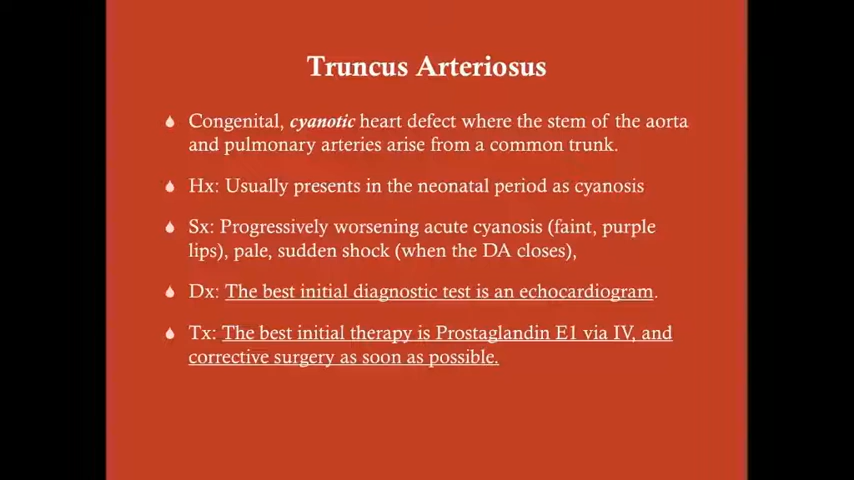 Truncus Arteriosus
Congenital, cyanotic heart defect where the stem of the aorta
and pulmonary arteries arise from a common trunk.
Hx: Usually presents in the neonatal period as cyanosis
Sx: Progressively worsening acute cyanosis (faint, purple
lips), pale, sudden shock (when the DA closes),
Dx: The best initial diagnostic test is an echocardiogram.
Tx: The best initial therapy is Prostaglandin E1 via IV, and
corrective surgery as soon as possible.